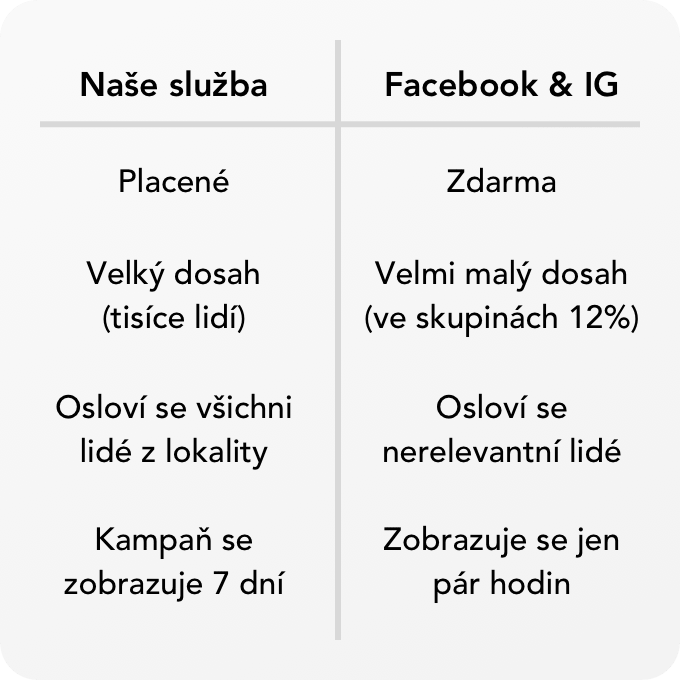 Naše služba
Facebook & IG
Placené
Zdarma
Velký dosah
(tisíce lidí)
Velmi malý dosah
(ve skupinách 12%)
Osloví se všichni
lidé z lokality
Osloví se
nerelevantní lidé
Kampaň se
zobrazuje 7 dní
Zobrazuje se jen
pár hodin